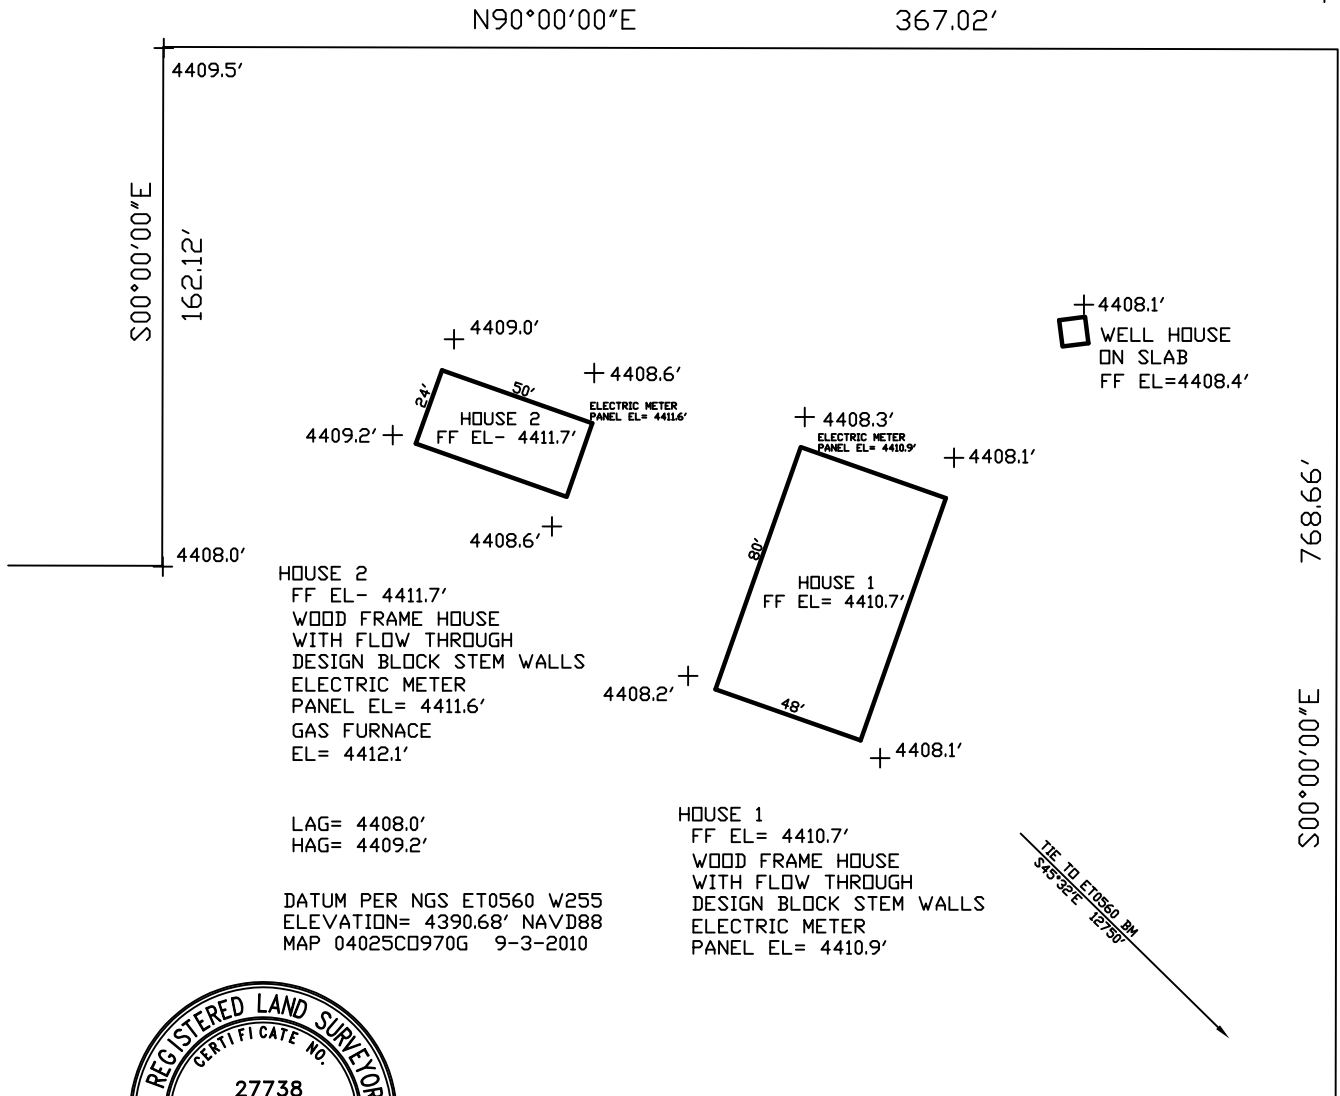 N90°00'00"E 367.02'
4409.5'
S00°00'00"E
162.12'
4409.0'
4408.6'
24'
50'
ELECTRIC METER
PANEL EL= 4411.6'
HOUSE 2
FF EL- 4411.7'
4409.2'
4408.6'
4408.0'
4408.1'
WELL HOUSE
ON SLAB
FF EL=4408.4'
4408.3'
ELECTRIC METER
PANEL EL= 4410.9'
4408.1'
80'
HOUSE 1
FF EL= 4410.7'
48'
4408.2'
4408.1'
768.66'
S00°00'00"E
HOUSE 2
FF EL- 4411.7'
WOOD FRAME HOUSE
WITH FLOW THROUGH
DESIGN BLOCK STEM WALLS
ELECTRIC METER
PANEL EL= 4411.6'
GAS FURNACE
EL= 4412.1'
LAG= 4408.0'
HAG= 4409.2'
DATUM PER NGS ET0560 W255
ELEVATION= 4390.68' NAVD88
MAP 04025C0970G 9-3-2010
HOUSE 1
FF EL= 4410.7'
WOOD FRAME HOUSE
WITH FLOW THROUGH
DESIGN BLOCK STEM WALLS
ELECTRIC METER
PANEL EL= 4410.9'
TIE TO ET0560 BM
S45°32'E 12750'
REGISTERED LAND SURVEYOR
CERTIFICATE NO.
27738